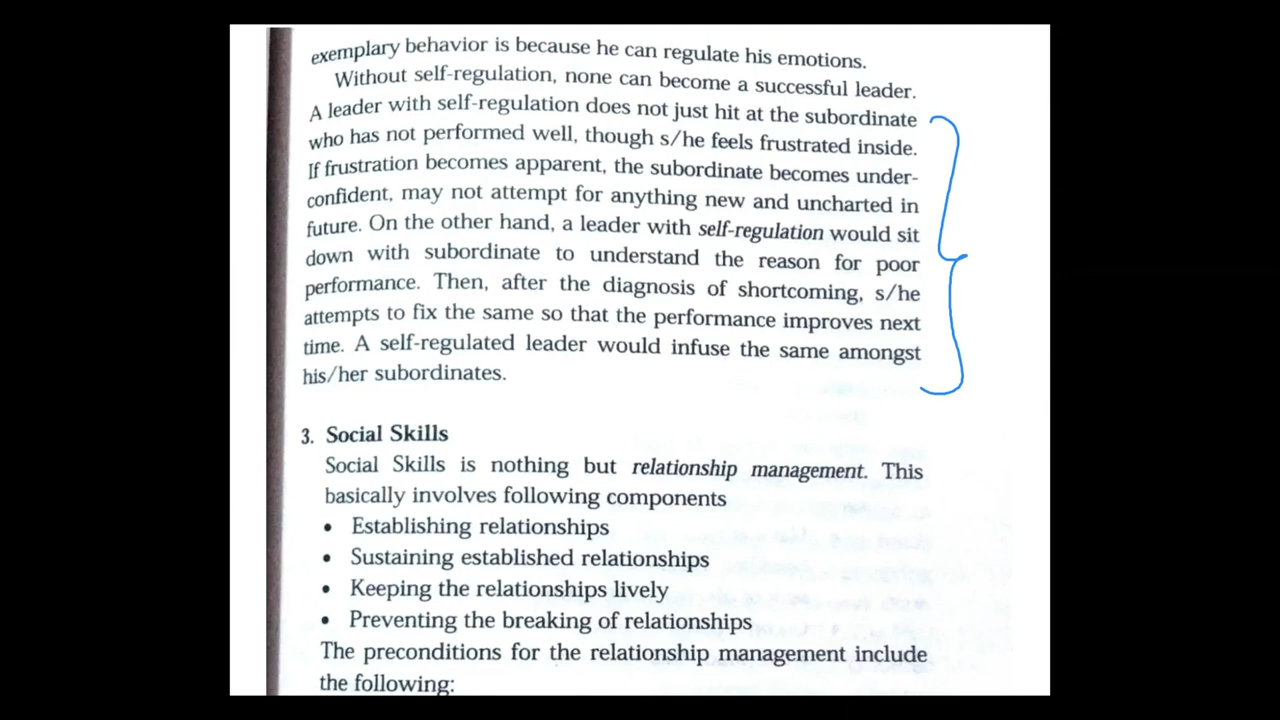 exemplary behavior is because he can regulate his emotions.
Without self-regulation, none can become a successful leader.
A leader with self-regulation does not just hit at the subordinate
who has not performed well, though s/he feels frustrated inside.
If frustration becomes apparent, the subordinate becomes under-
confident, may not attempt for anything new and uncharted in
future. On the other hand, a leader with self-regulation would sit
down with subordinate to understand the reason for poor
performance. Then, after the diagnosis of shortcoming, s/he
attempts to fix the same so that the performance improves next
time. A self-regulated leader would infuse the same amongst
his/her subordinates.
3. Social Skills
Social Skills is nothing but relationship management. This
basically involves following components
• Establishing relationships
• Sustaining established relationships
• Keeping the relationships lively
• Preventing the breaking of relationships
The preconditions for the relationship management include
the following: